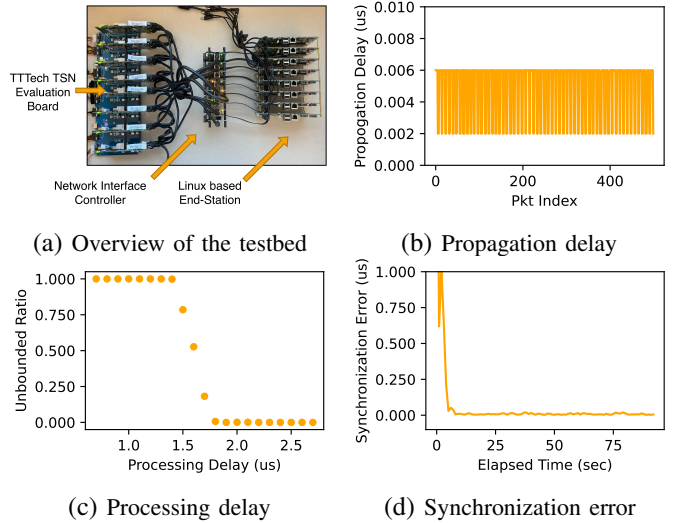 TTTech TSN
Evaluation
Board
Network Interface
Controller
Linux based
End-Station
(a) Overview of the testbed
0.010
0.008
0.006
0.004
0.002
0.000
Propogation Delay (us)
0
200
400
Pkt Index
(b) Propagation delay
1.000
0.750
0.500
0.250
0.000
Unbounded Ratio
1.0
1.5
2.0
2.5
Processing Delay (us)
(c) Processing delay
1.000
0.750
0.500
0.250
0.000
Synchronization Error (us)
0
25
50
75
Elapsed Time (sec)
(d) Synchronization error